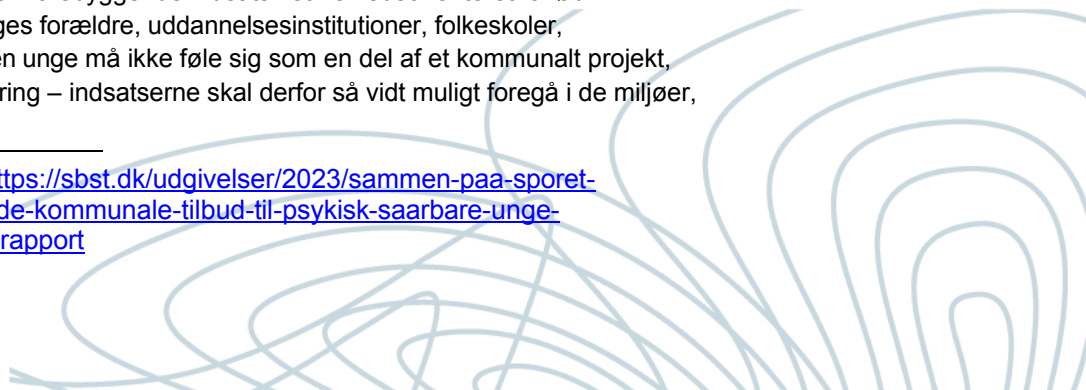 ges forældre, uddannelsesinstitutioner, folkeskoler,
en unge må ikke føle sig som en del af et kommunalt projekt,
ring – indsatserne skal derfor så vidt muligt foregå i de miljøer,
ttps://sbst.dk/udgivelser/2023/sammen-paa-sporet-
de-kommunale-tilbud-til-psykisk-saarbare-unge-
rapport